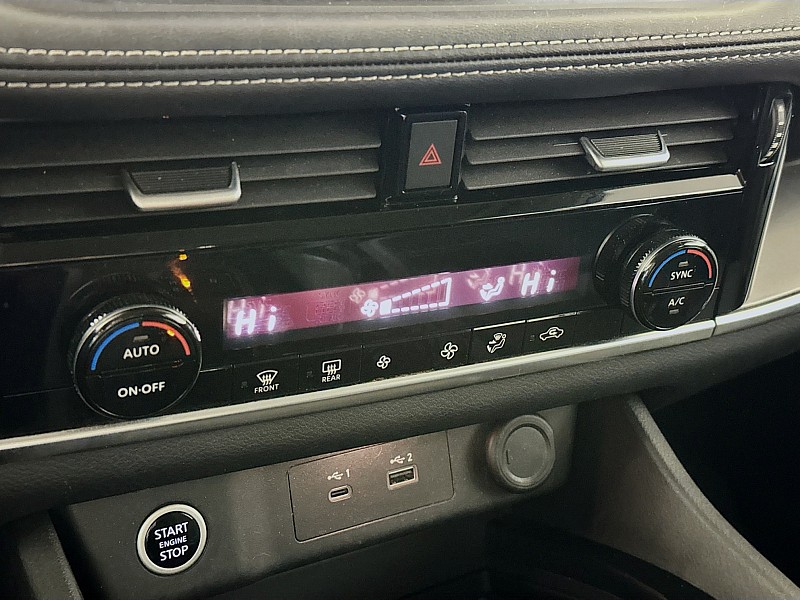 Hi
Hi
AUTO
ON·OFF
SYNC
A/C
FRONT
REAR
1
2
START
ENGINE
STOP